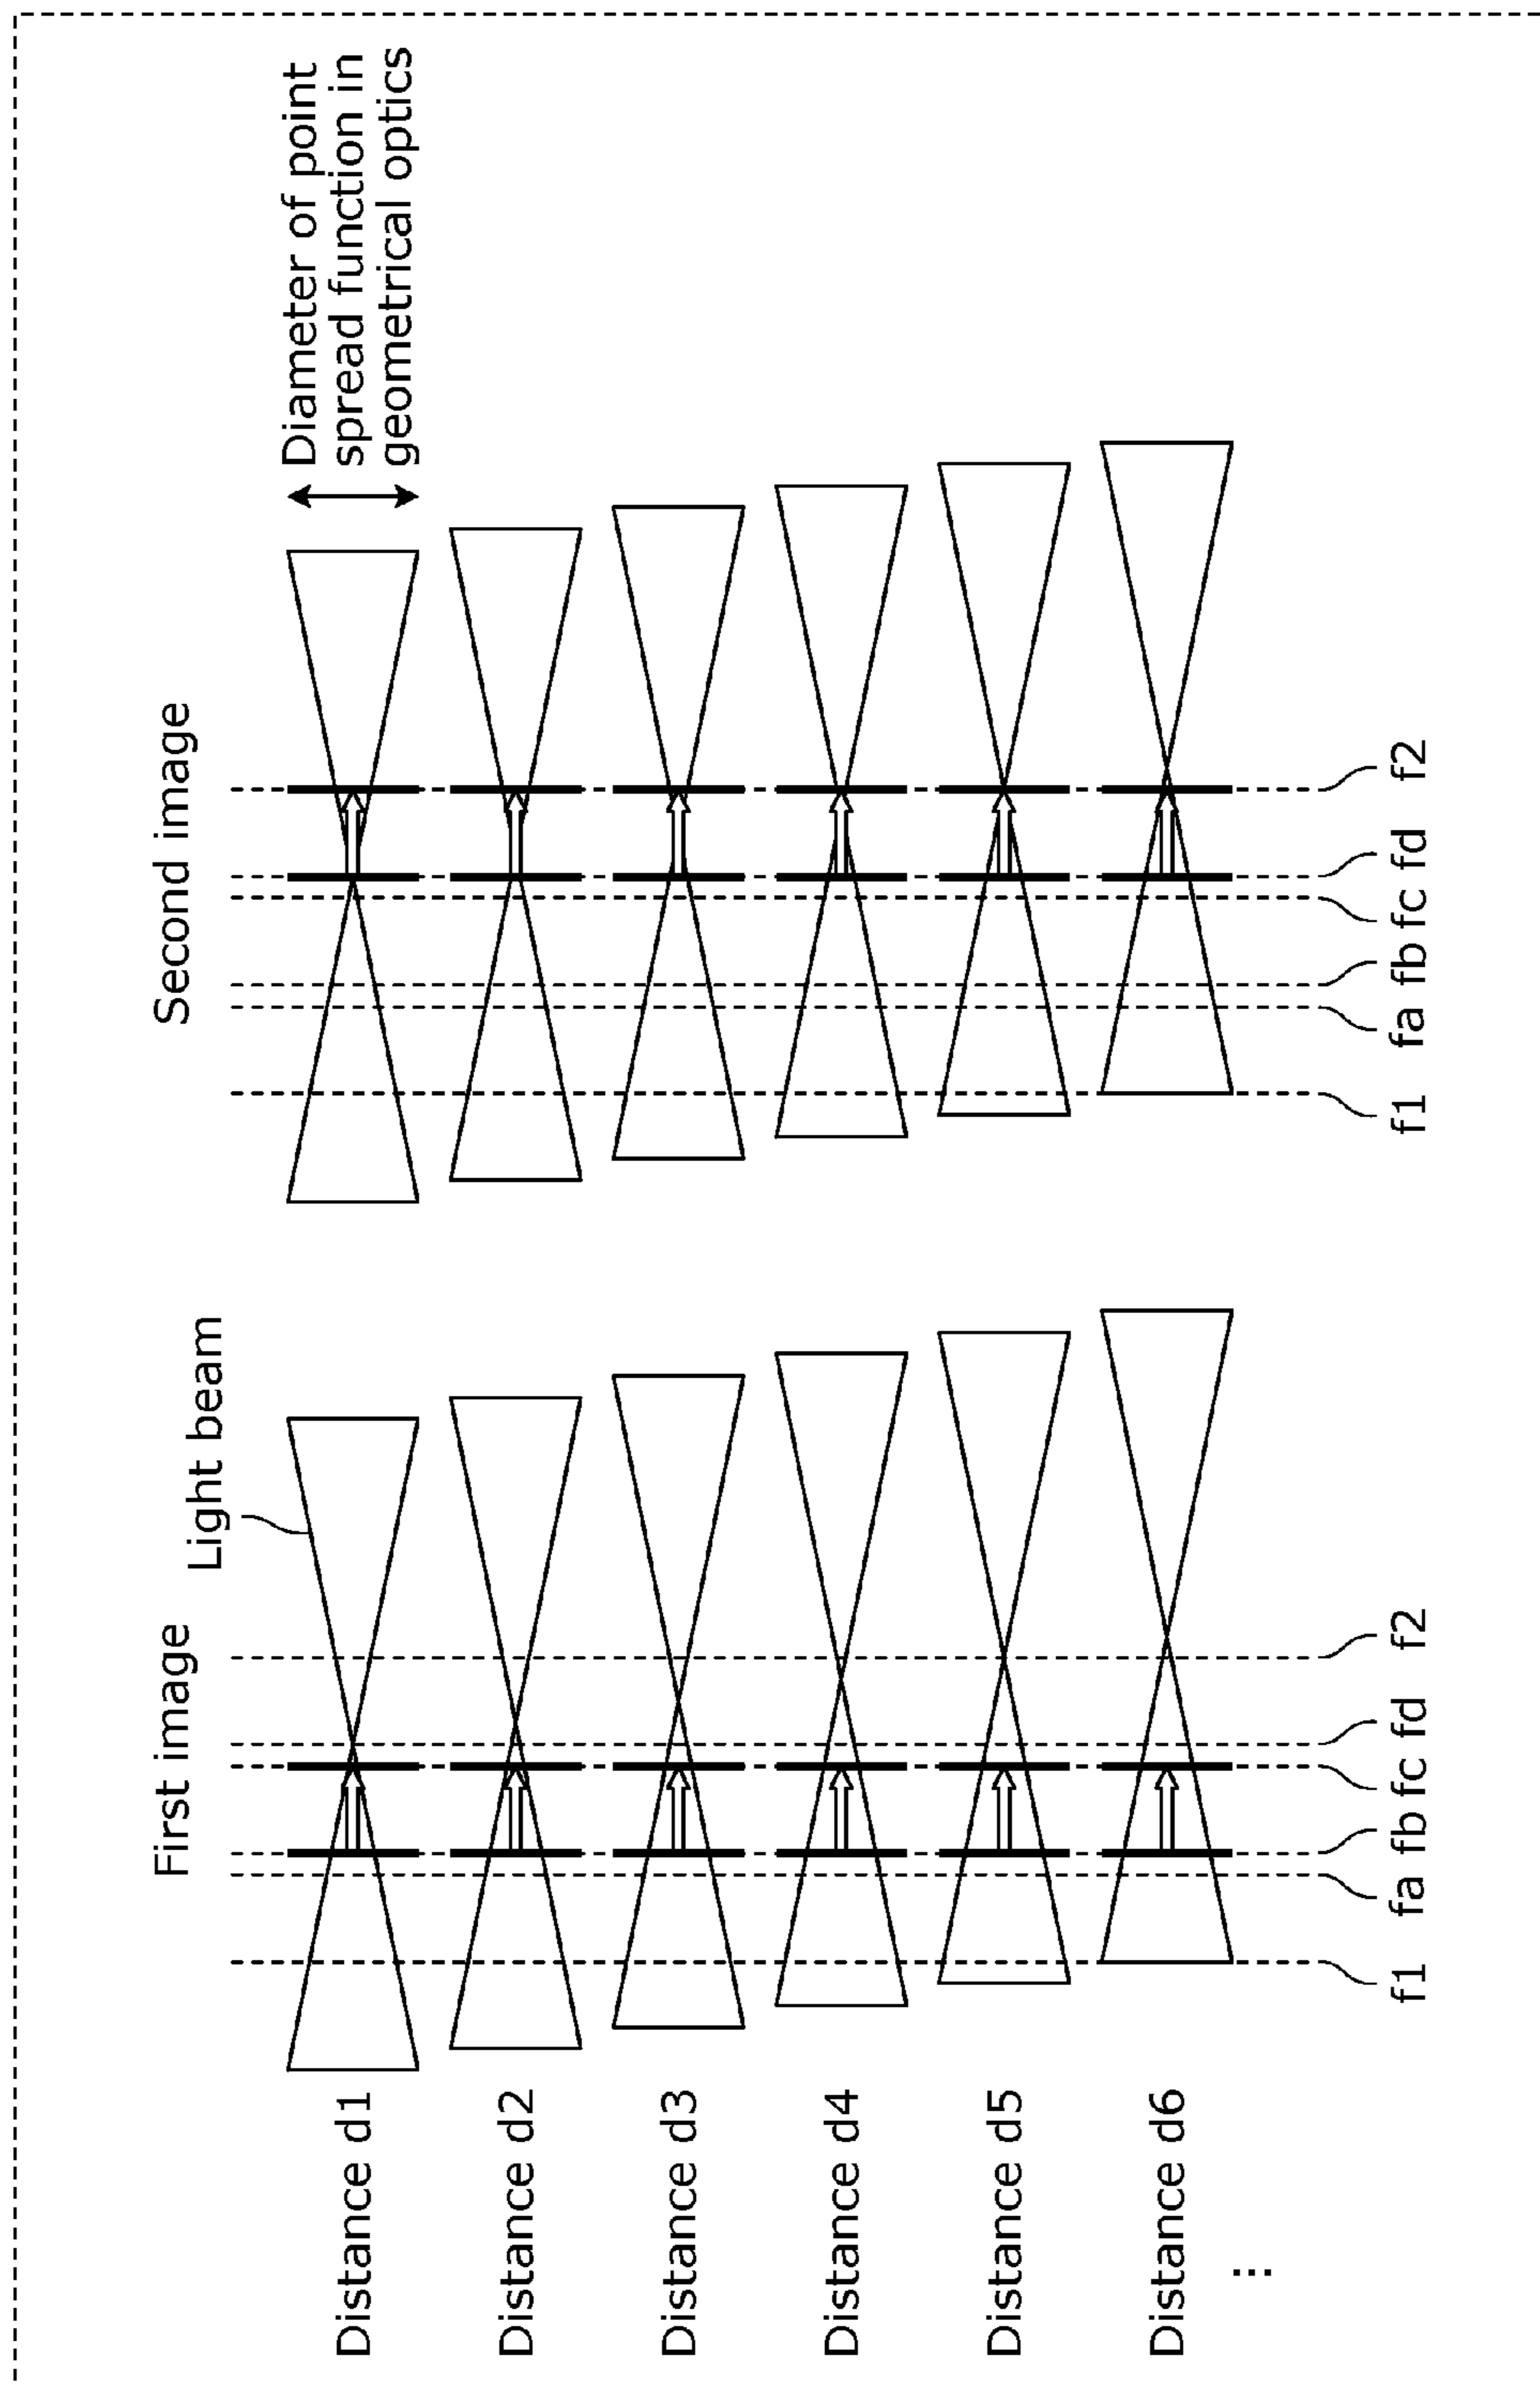 First image
Second image
Light beam
Diameter of point
spread function in
geometrical optics
Distance d1
Distance d2
Distance d3
Distance d4
Distance d5
Distance d6
...
f1 fa fb fc fd f2
f1 fa fb fc fd f2